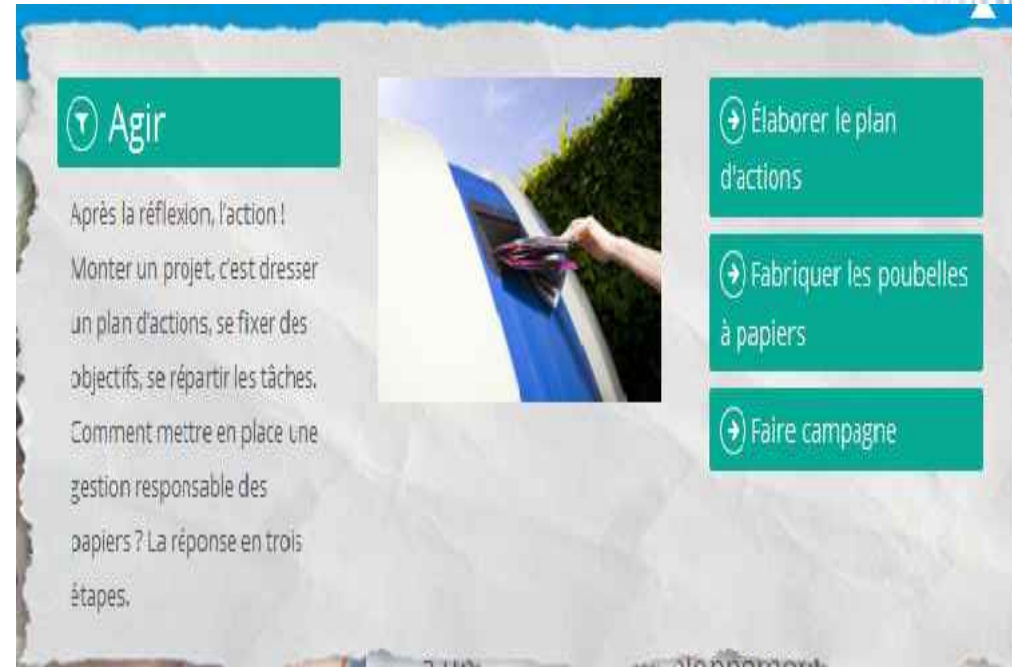 Agir
Après la réflexion, l'action !
Monter un projet, c'est dresser
un plan d'actions, se fixer des
objectifs, se répartir les tâches.
Comment mettre en place une
gestion responsable des
papiers ? La réponse en trois
étapes.
Élaborer le plan
d'actions
Fabriquer les poubelles
à papiers
Faire campagne